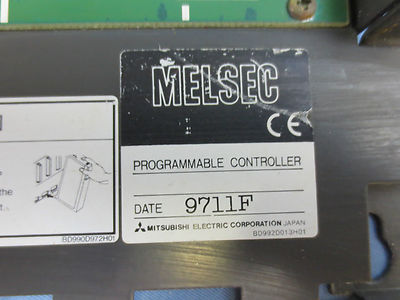 MELSEC
CE
PROGRAMMABLE CONTROLLER
DATE 9711F
MITSUBISHI ELECTRIC CORPORATION JAPAN
BD992D013H01
the
BD990D972H01